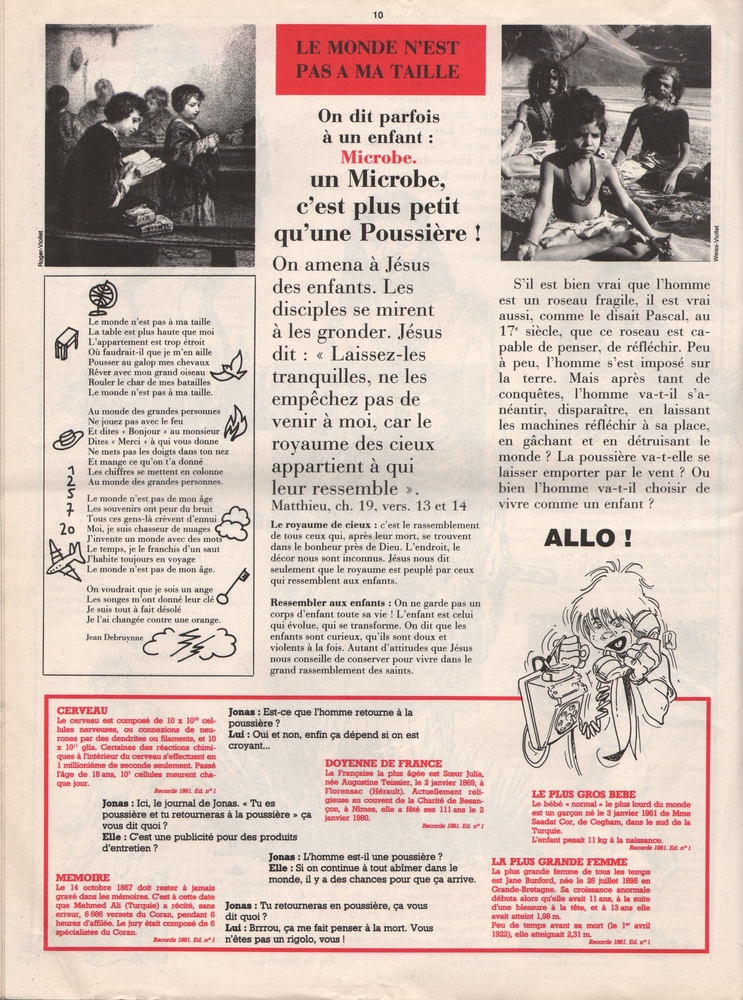 10
LE MONDE N'EST
PAS A MA TAILLE
Roger-Viollet
On dit parfois
à un enfant :
Microbe.
un Microbe,
c'est plus petit
qu'une Poussière !
Weiss-Viollet
Le monde n'est pas à ma taille
La table est plus haute que moi
L'appartement est trop étroit
Où faudrait-il que je m'en aille
Pousser au galop mes chevaux
Rêver avec mon grand oiseau
Rouler le char de mes batailles
Le monde n'est pas à ma taille.
Au monde des grandes personnes
Ne jouez pas avec le feu
Et dites « Bonjour » au monsieur
Dites « Merci » à qui vous donne
Ne mets pas les doigts dans ton nez
Et mange ce qu'on t'a donné
Les chiffres se mettent en colonne
Au monde des grandes personnes.
1
2
5
7
20
Le monde n'est pas de mon âge
Les souvenirs ont peur du bruit
Tous ces gens-là crèvent d'ennui
Moi, je suis chasseur de nuages
J'invente un monde avec des mots
Le temps, je le franchis d'un saut
J'habite toujours en voyage
Le monde n'est pas de mon âge.
On voudrait que je sois un ange
Les songes m'ont donné leur clé
Je suis tout à fait désolé
Je l'ai changée contre une orange.
Jean Debruynne
On amena à Jésus
des enfants. Les
disciples se mirent
à les gronder. Jésus
dit : « Laissez-les
tranquilles, ne les
empêchez pas de
venir à moi, car le
royaume des cieux
appartient à qui
leur ressemble ».
Matthieu, ch. 19, vers. 13 et 14
Le royaume de cieux : c'est le rassemblement
de tous ceux qui, après leur mort, se trouvent
dans le bonheur près de Dieu. L'endroit, le
décor nous sont inconnus. Jésus nous dit
seulement que le royaume est peuplé par ceux
qui ressemblent aux enfants.
Ressembler aux enfants : On ne garde pas un
corps d'enfant toute sa vie ! L'enfant est celui
qui évolue, qui se transforme. On dit que les
enfants sont curieux, qu'ils sont doux et
violents à la fois. Autant d'attitudes que Jésus
nous conseille de conserver pour vivre dans le
grand rassemblement des saints.
S'il est bien vrai que l'homme
est un roseau fragile, il est vrai
aussi, comme le disait Pascal, au
17e siècle, que ce roseau est ca-
pable de penser, de réfléchir. Peu
à peu, l'homme s'est imposé sur
la terre. Mais après tant de
conquêtes, l'homme va-t-il s'a-
néantir, disparaître, en laissant
les machines réfléchir à sa place,
en gâchant et en détruisant le
monde ? La poussière va-t-elle se
laisser emporter par le vent ? Ou
bien l'homme va-t-il choisir de
vivre comme un enfant ?
ALLO !
CERVEAU
Le cerveau est composé de 10 x 10¹⁰ cel-
lules nerveuses, ou connexions de neu-
rones par des dendrites ou filaments, et 10
x 10¹¹ glia. Certaines des réactions chimi-
ques à l'intérieur du cerveau s'effectuent en
1 millionième de seconde seulement. Passé
l'âge de 18 ans, 10³ cellules meurent cha-
que jour.
Records 1981. Ed. n° 1
Jonas : Est-ce que l'homme retourne à la
poussière ?
Lui : Oui et non, enfin ça dépend si on est
croyant...
DOYENNE DE FRANCE
La Française la plus âgée est Sœur Julia,
née Augustine Teissier, le 2 janvier 1869, à
Florensac (Hérault). Actuellement reli-
gieuse au couvent de la Charité de Besan-
çon, à Nîmes, elle a fêté ses 111 ans le 2
janvier 1980.
Records 1981. Ed. n° 1
Jonas : Ici, le journal de Jonas. « Tu es
poussière et tu retourneras à la poussière » ça
vous dit quoi ?
Elle : C'est une publicité pour des produits
d'entretien ?
Jonas : L'homme est-il une poussière ?
Elle : Si on continue à tout abîmer dans le
monde, il y a des chances pour que ça arrive.
MEMOIRE
Le 14 octobre 1967 doit rester à jamais
gravé dans les mémoires. C'est à cette date
que Mehmed Ali (Turquie) a récité, sans
erreur, 6 666 versets du Coran, pendant 6
heures d'affilée. Le jury était composé de 6
spécialistes du Coran.
Records 1981. Ed. n° 1
Jonas : Tu retourneras en poussière, ça vous
dit quoi ?
Lui : Brrrou, ça me fait penser à la mort. Vous
n'êtes pas un rigolo, vous !
LE PLUS GROS BEBE
Le bébé « normal » le plus lourd du monde
est un garçon né le 3 janvier 1961 de Mme
Saadat Cor, de Cegham, dans le sud de la
Turquie.
L'enfant pesait 11 kg à la naissance.
Records 1981. Ed. n° 1
LA PLUS GRANDE FEMME
La plus grande femme de tous les temps
est Jane Bunford, née le 26 juillet 1895 en
Grande-Bretagne. Sa croissance anormale
débuta alors qu'elle avait 11 ans, à la suite
d'une blessure à la tête, et à 13 ans elle
avait atteint 1,98 m.
Peu de temps avant sa mort (le 1er avril
1922), elle atteignait 2,31 m.
Records 1981. Ed. n° 1